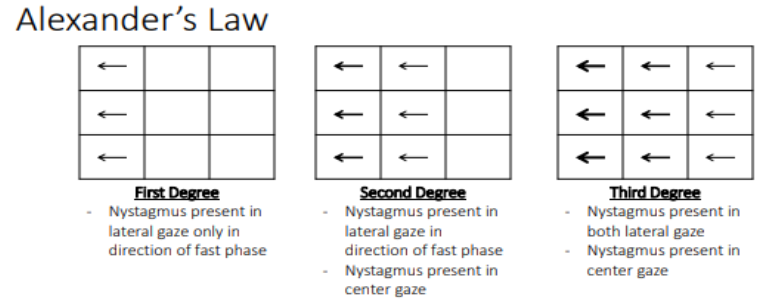 Alexander’s Law
First Degree
- Nystagmus present in
lateral gaze only in
direction of fast phase
Second Degree
- Nystagmus present in
lateral gaze in
direction of fast phase
- Nystagmus present in
center gaze
Third Degree
- Nystagmus present in
both lateral gaze
- Nystagmus present in
center gaze